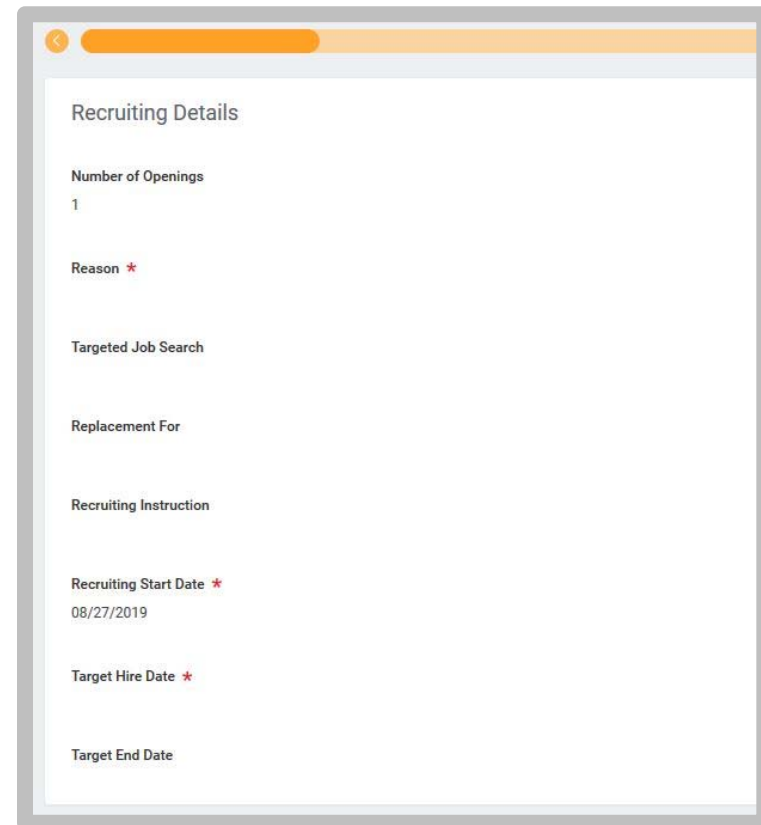 Recruiting Details
Number of Openings
1
Reason *
Targeted Job Search
Replacement For
Recruiting Instruction
Recruiting Start Date *
08/27/2019
Target Hire Date *
Target End Date